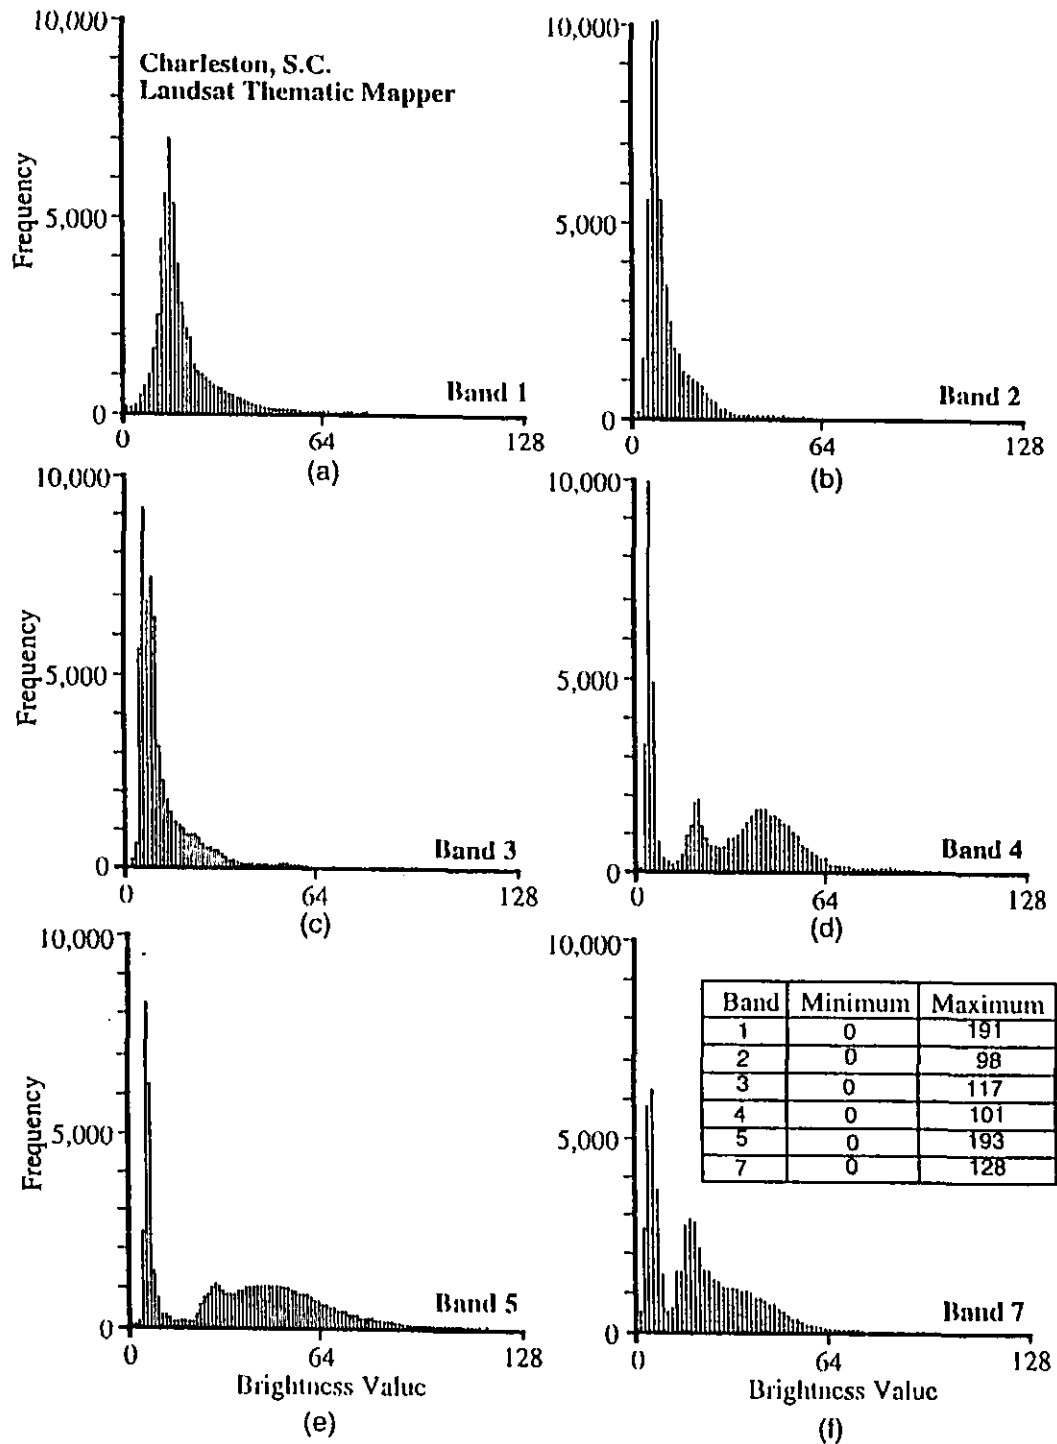 10,000
Charleston, S.C.
Landsat Thematic Mapper
Frequency
5,000
Band 1
0
0
64
128
(a)
10,000
5,000
Band 2
0
0
64
128
(b)
10,000
Frequency
5,000
Band 3
0
0
64
128
(c)
10,000
5,000
Band 4
0
0
64
128
(d)
10,000
Frequency
5,000
Band 5
0
0
64
128
Brightness Value
(e)
10,000
Band Minimum Maximum
1 0 191
2 0 98
3 0 117
4 0 101
5 0 193
7 0 128
5,000
Band 7
0
0
64
128
Brightness Value
(f)